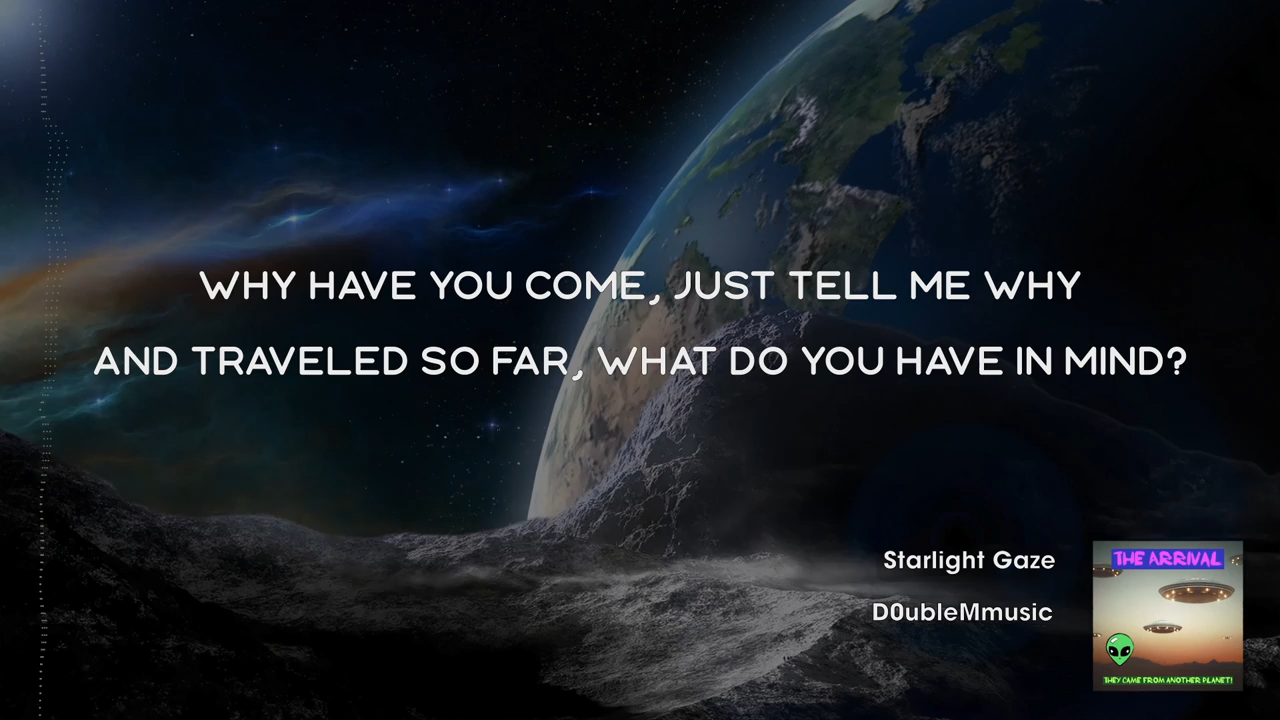 WHY HAVE YOU COME, JUST TELL ME WHY
AND TRAVELED SO FAR, WHAT DO YOU HAVE IN MIND?
Starlight Gaze
D0ubleMmusic
THE ARRIVAL
THEY CAME FROM ANOTHER PLANET!